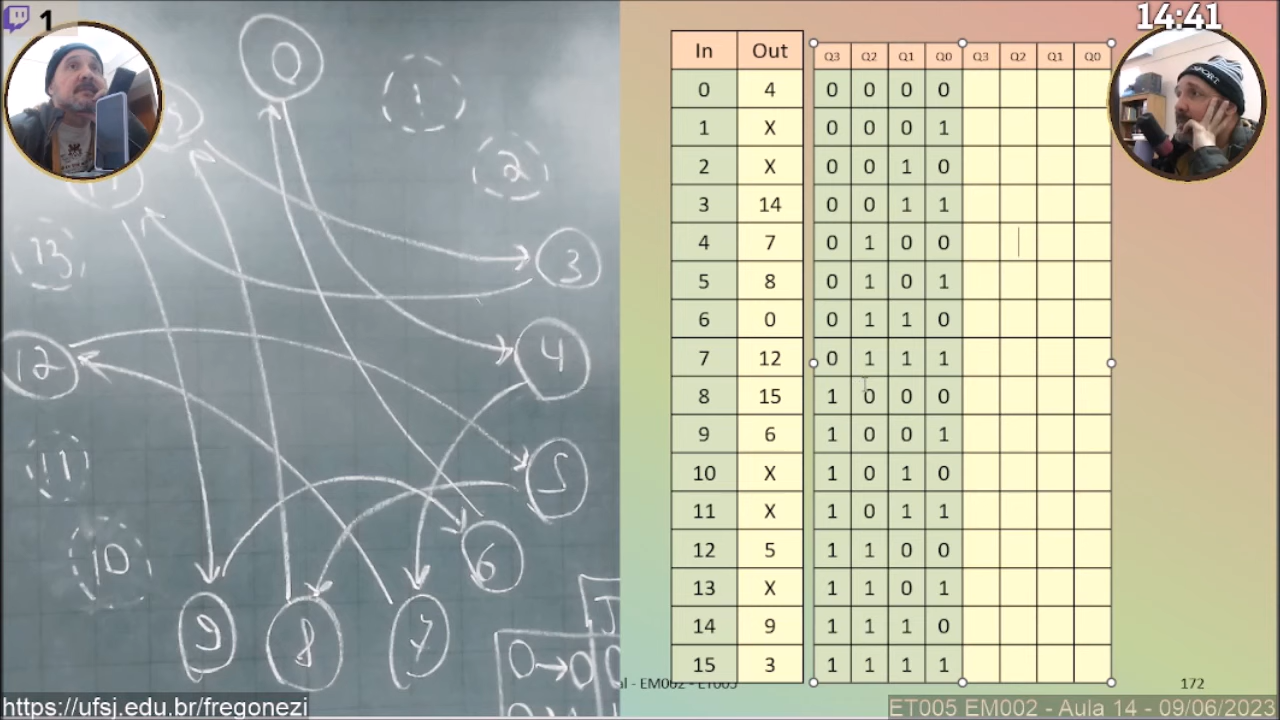 1
14:41
0
1
2
3
4
5
6
7
8
9
10
11
12
13
0→0
In Out Q3 Q2 Q1 Q0 Q3 Q2 Q1 Q0
0 4 0 0 0 0
1 X 0 0 0 1
2 X 0 0 1 0
3 14 0 0 1 1
4 7 0 1 0 0
5 8 0 1 0 1
6 0 0 1 1 0
7 12 0 1 1 1
8 15 1 0 0 0
9 6 1 0 0 1
10 X 1 0 1 0
11 X 1 0 1 1
12 5 1 1 0 0
13 X 1 1 0 1
14 9 1 1 1 0
15 3 1 1 1 1
172
https://ufsj.edu.br/fregonezi
ET005 EM002 - Aula 14 - 09/06/2023